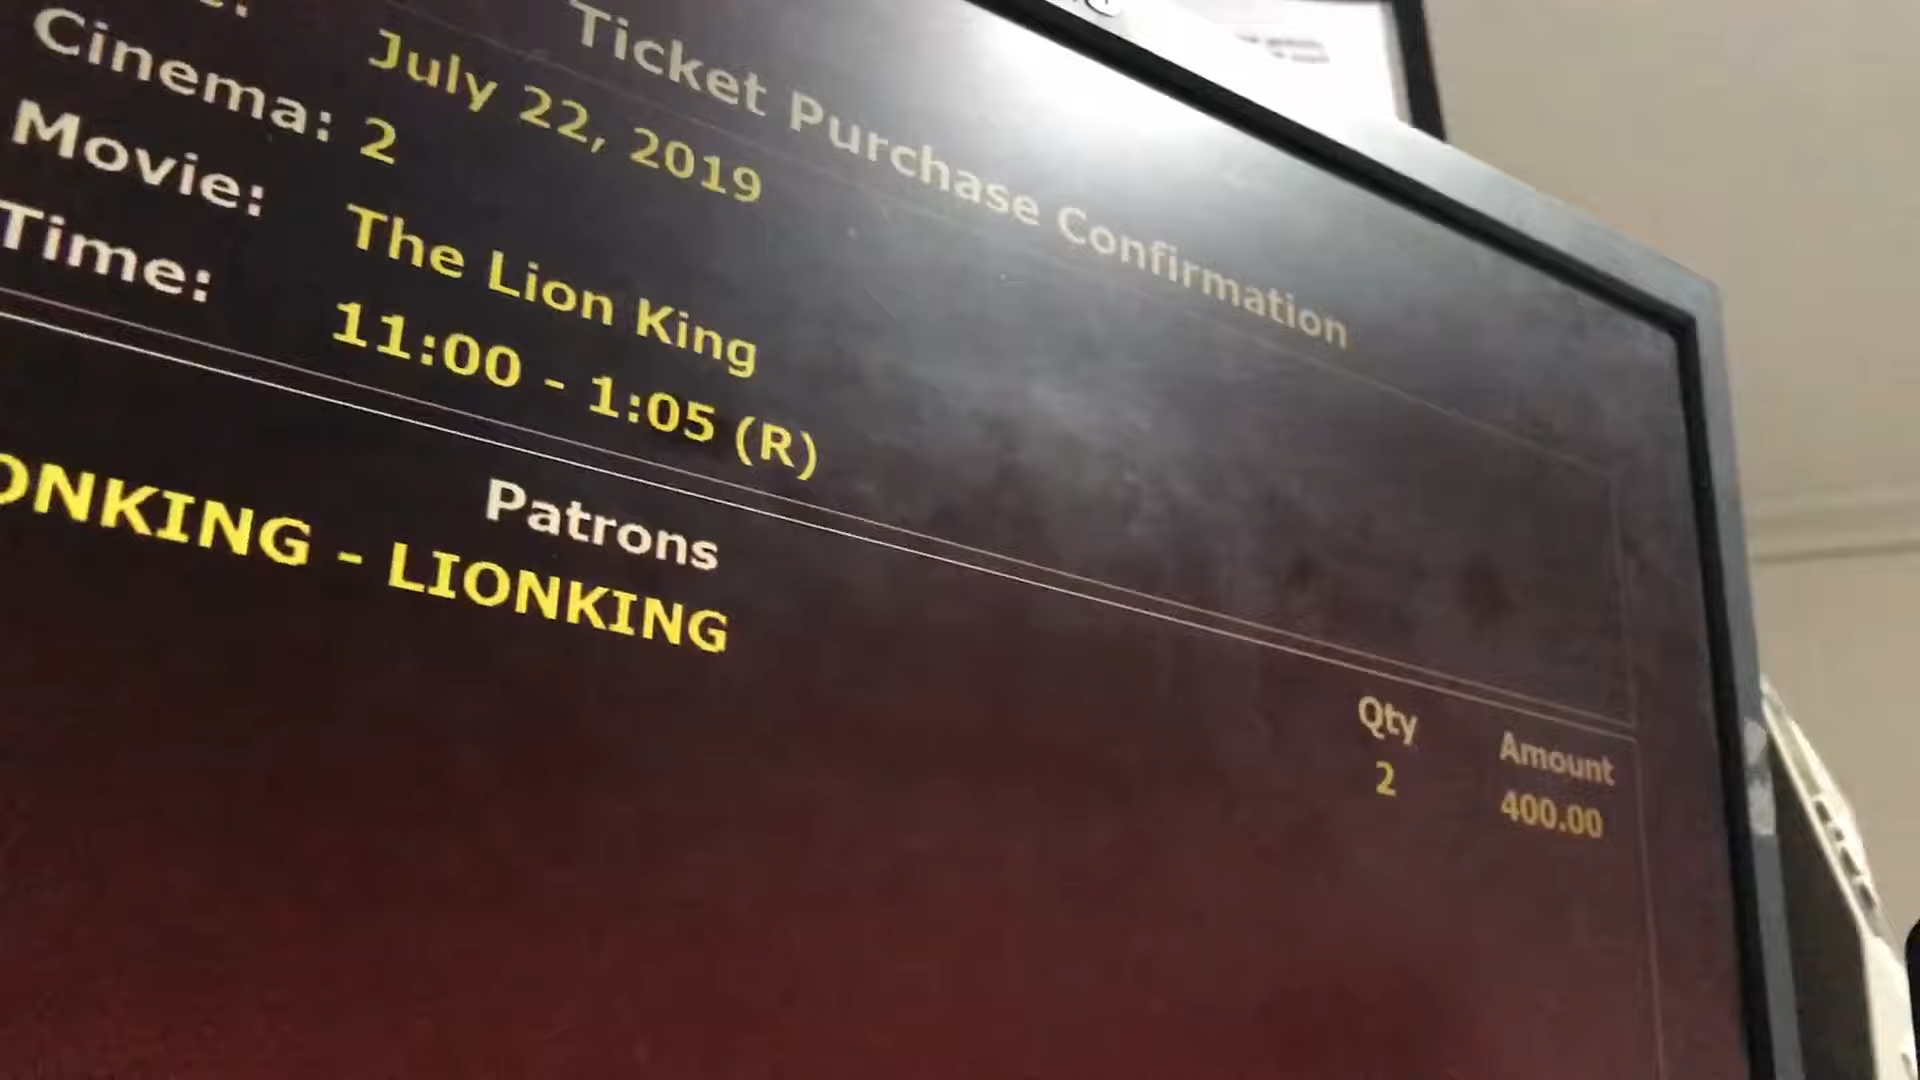 Ticket Purchase Confirmation
July 22, 2019
Cinema: 2
Movie: The Lion King
Time: 11:00 - 1:05 (R)
Patrons Qty Amount
ONKING - LIONKING 2 400.00